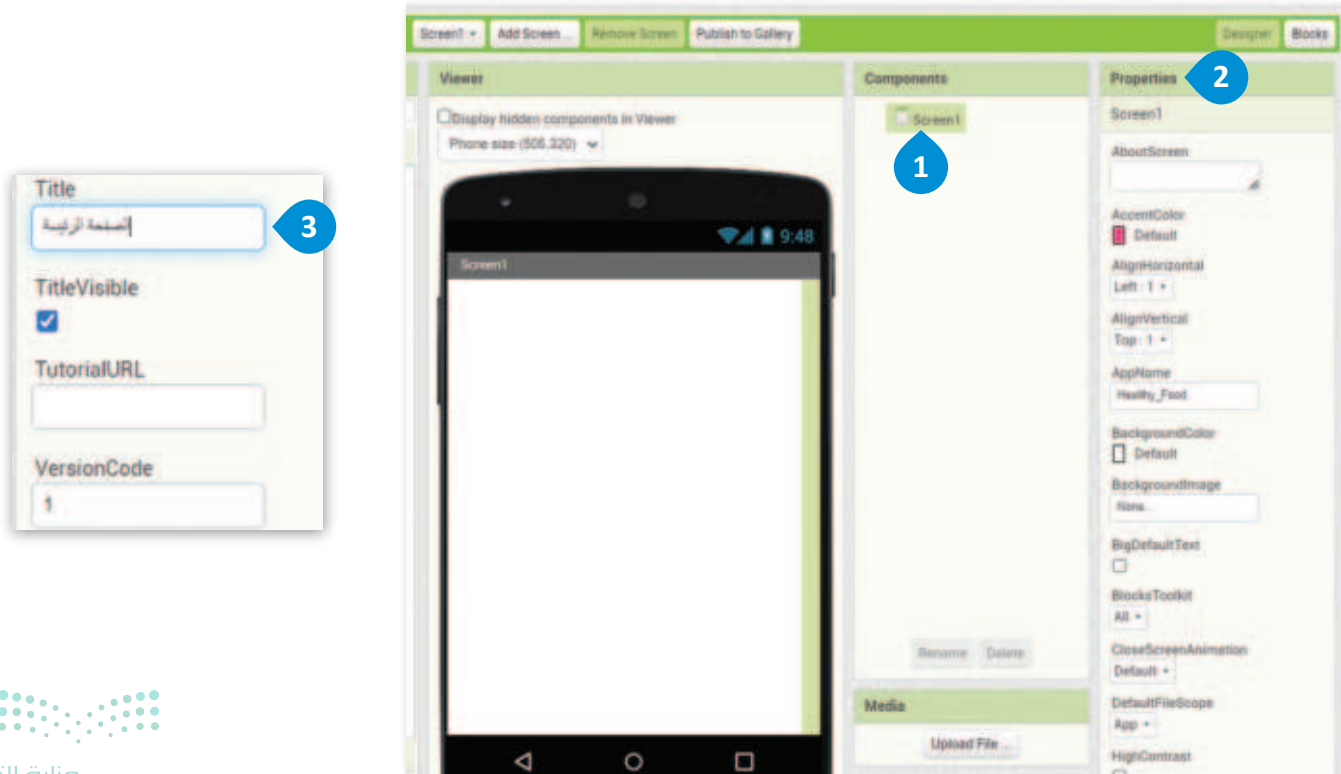 Screen1
Add Screen ...
Remove Screen
Publish to Gallery
Designer
Blocks
Viewer
Display hidden components in Viewer
Phone size (505,320)
9:48
Screen1
Components
Screen1
1
Rename
Delete
Media
Upload File ...
Properties
2
Screen1
AboutScreen
AccentColor
Default
AlignHorizontal
Left : 1
AlignVertical
Top : 1
AppName
Healthy_Food
BackgroundColor
Default
BackgroundImage
None...
BigDefaultText
BlocksToolkit
All
CloseScreenAnimation
Default
DefaultFileScope
App
HighContrast
Title
الصفحة الرئيسة
3
TitleVisible
TutorialURL
VersionCode
1